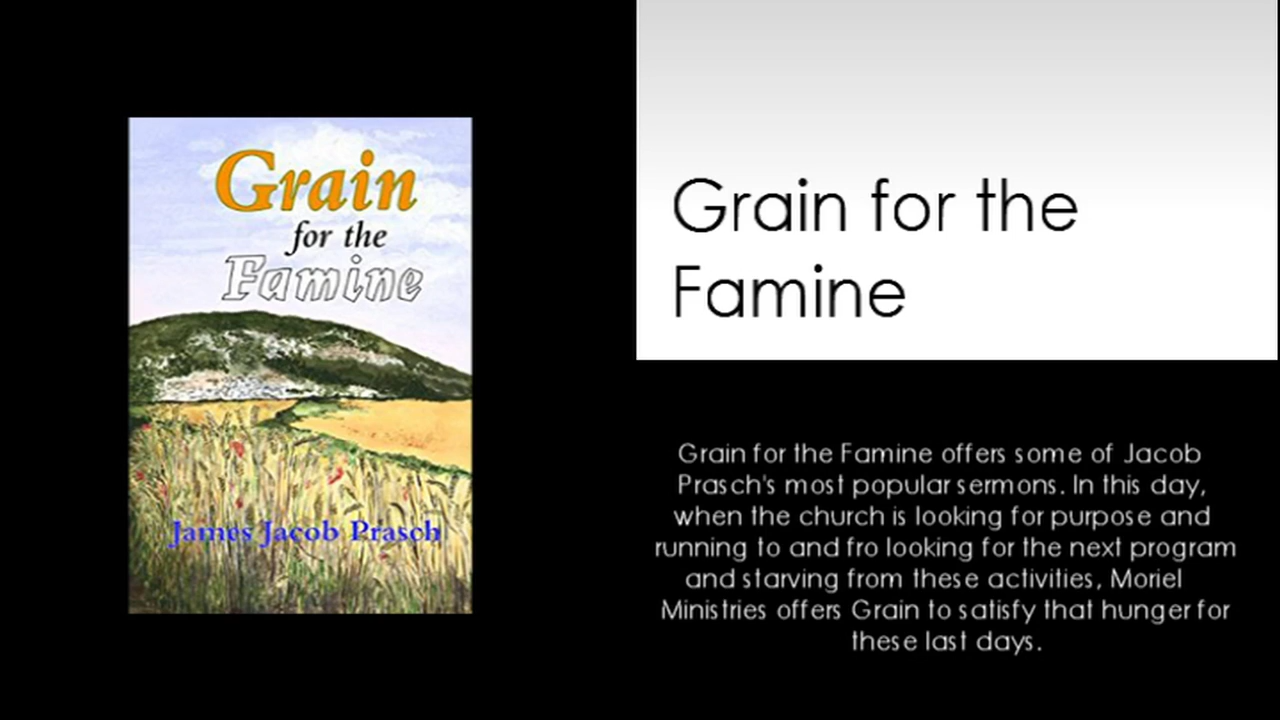 Grain
for the
Famine
James Jacob Prasch
Grain for the
Famine
Grain for the Famine offers some of Jacob
Prasch's most popular sermons. In this day,
when the church is looking for purpose and
running to and fro looking for the next program
and starving from these activities, Moriel
Ministries offers Grain to satisfy that hunger for
these last days.